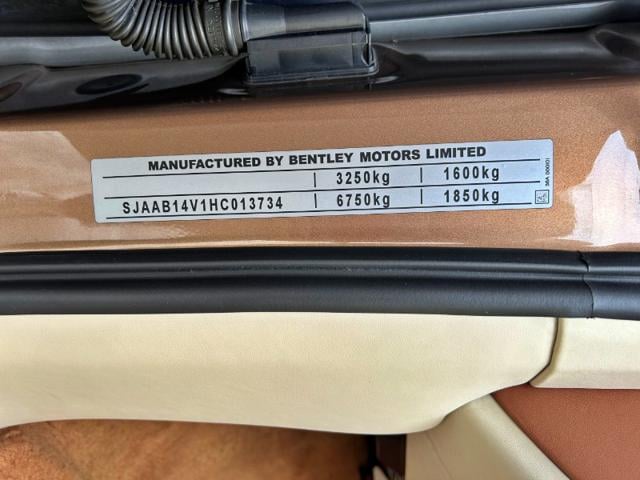 MANUFACTURED BY BENTLEY MOTORS LIMITED
3250kg 1600kg
SJAAB14V1HC013734 6750kg 1850kg